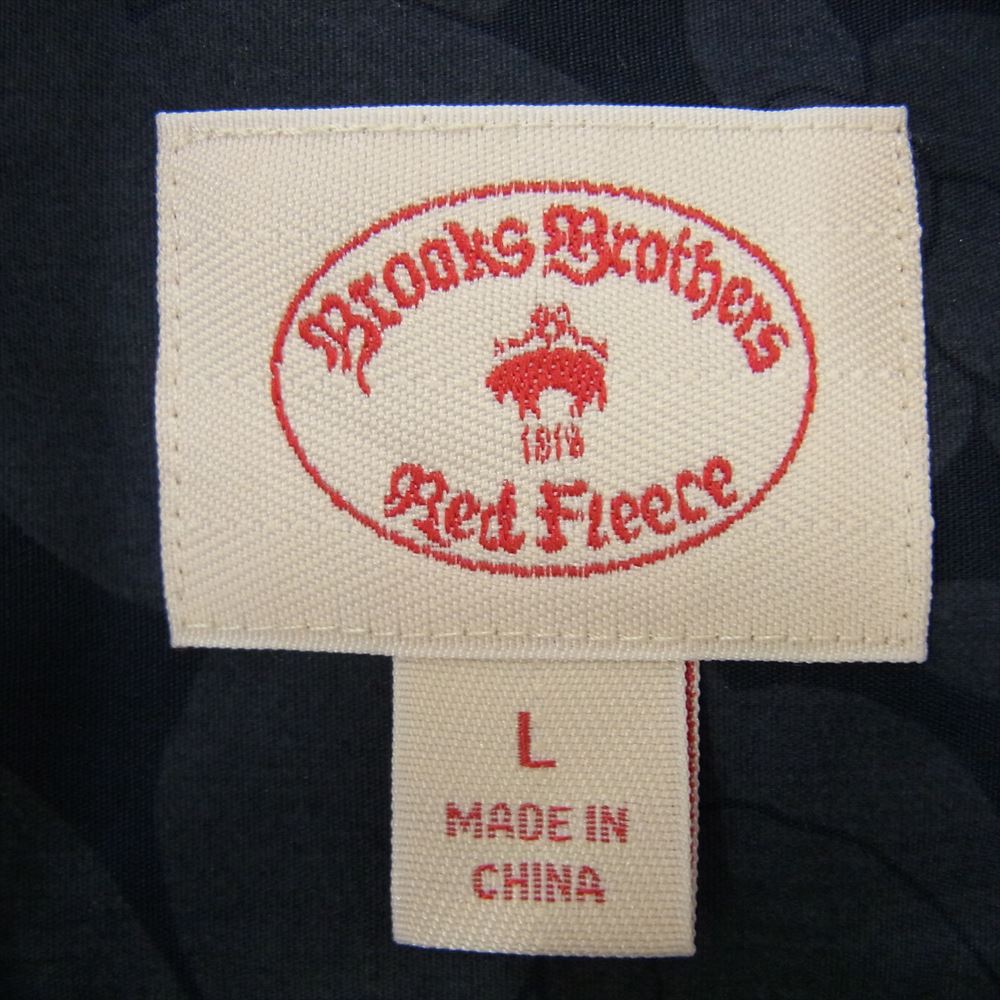 Brooks Brothers
1818
Red Fleece
L
MADE IN
CHINA